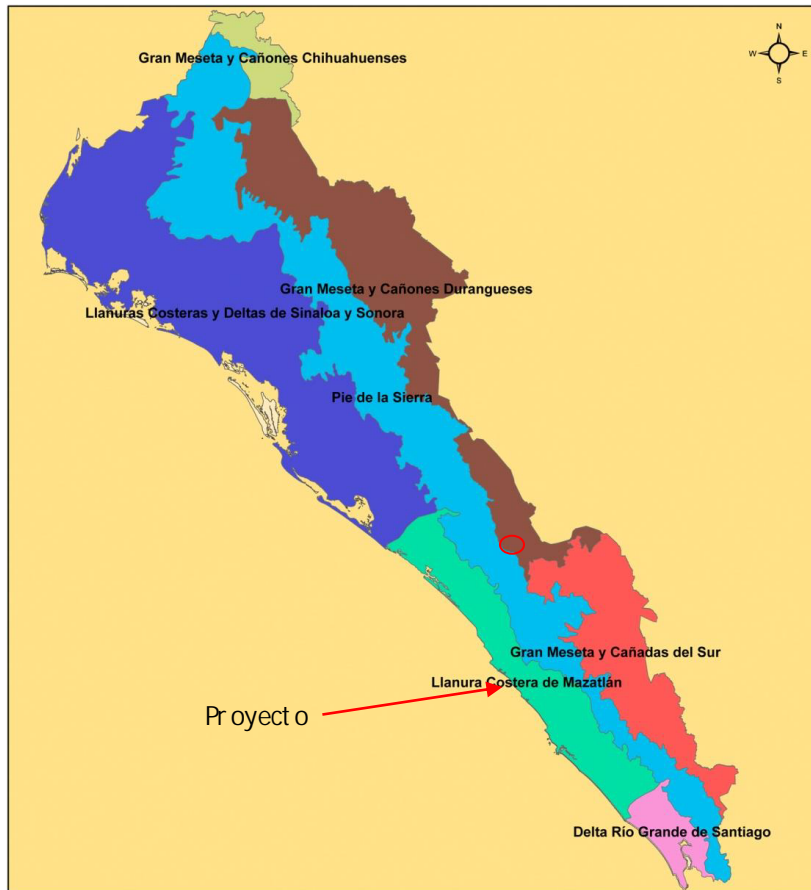 N
Gran Meseta y Cañones Chihuahuenses
W E
S
Gran Meseta y Cañones Durangueses
Llanuras Costeras y Deltas de Sinaloa y Sonora
Pie de la Sierra
Gran Meseta y Cañadas del Sur
Llanura Costera de Mazatlán
Proyecto
Delta Río Grande de Santiago